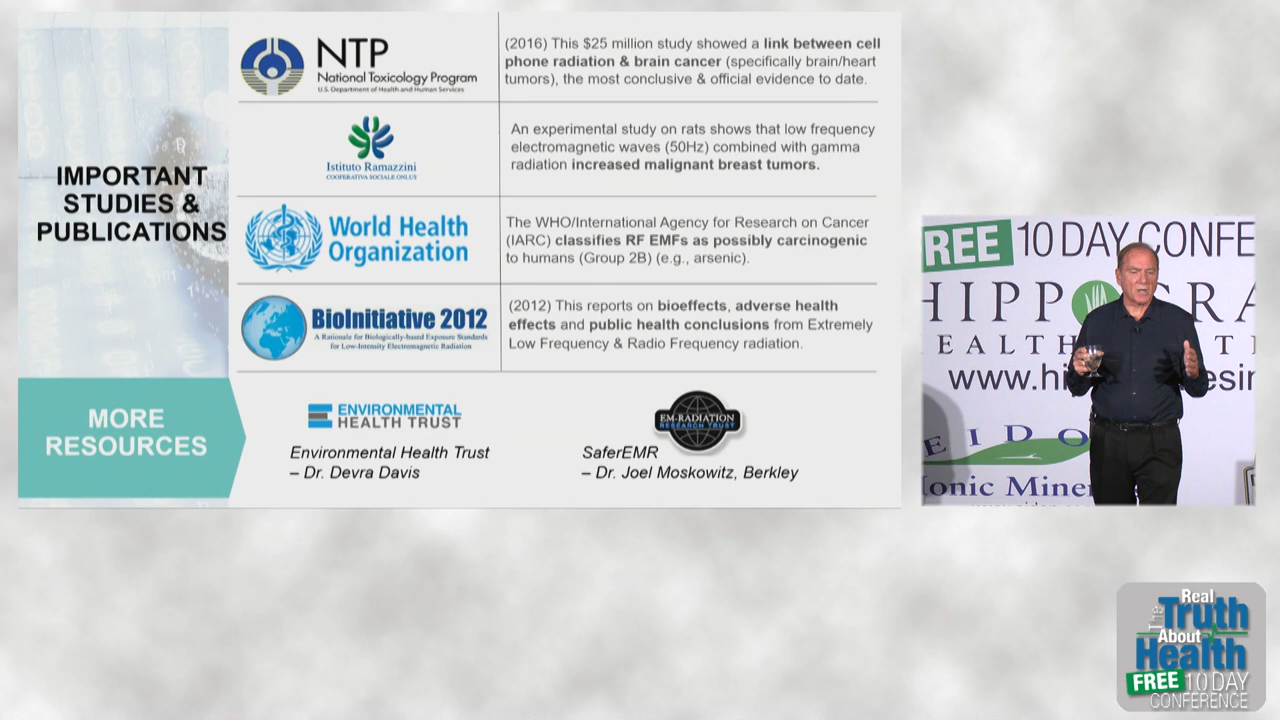 IMPORTANT
STUDIES &
PUBLICATIONS
NTP
National Toxicology Program
U.S. Department of Health and Human Services
(2016) This $25 million study showed a link between cell
phone radiation & brain cancer (specifically brain/heart
tumors), the most conclusive & official evidence to date.
Istituto Ramazzini
COOPERATIVA SOCIALE ONLUS
An experimental study on rats shows that low frequency
electromagnetic waves (50Hz) combined with gamma
radiation increased malignant breast tumors.
World Health
Organization
The WHO/International Agency for Research on Cancer
(IARC) classifies RF EMFs as possibly carcinogenic
to humans (Group 2B) (e.g., arsenic).
BioInitiative 2012
A Rationale for Biologically-based Exposure Standards
for Low-Intensity Electromagnetic Radiation
(2012) This reports on bioeffects, adverse health
effects and public health conclusions from Extremely
Low Frequency & Radio Frequency radiation.
MORE
RESOURCES
ENVIRONMENTAL
HEALTH TRUST
Environmental Health Trust
– Dr. Devra Davis
EM-RADIATION
RESEARCH TRUST
SaferEMR
– Dr. Joel Moskowitz, Berkley
REE 10 DAY CONFE
HIPP CRA
EALTH T
www.hi esin
EIDO
onic Mine
The Real
Truth
About
Health
FREE 10 DAY
CONFERENCE